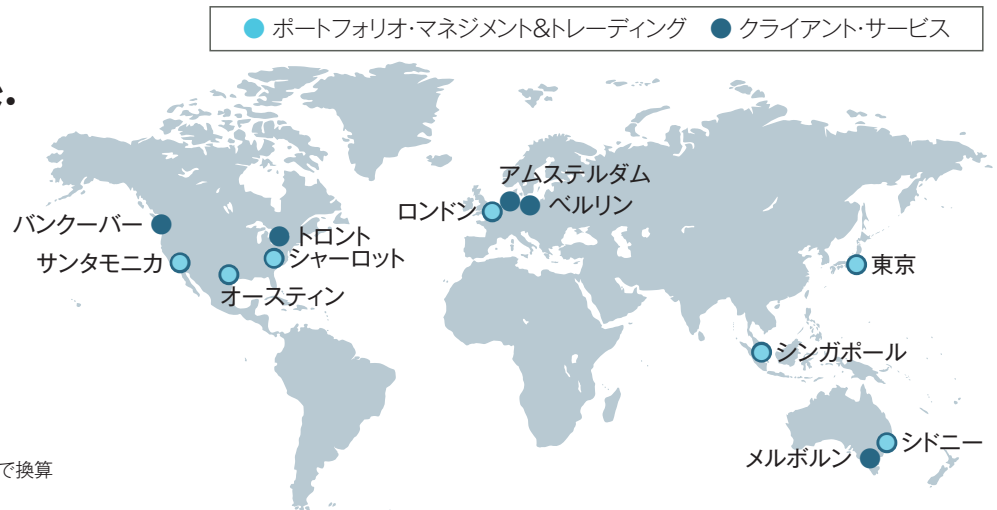 ポートフォリオ・マネジメント&トレーディング クライアント・サービス
アムステルダム
ロンドン
ベルリン
バンクーバー
トロント
サンタモニカ
シャーロット
オースティン
東京
シンガポール
シドニー
メルボルン
で換算